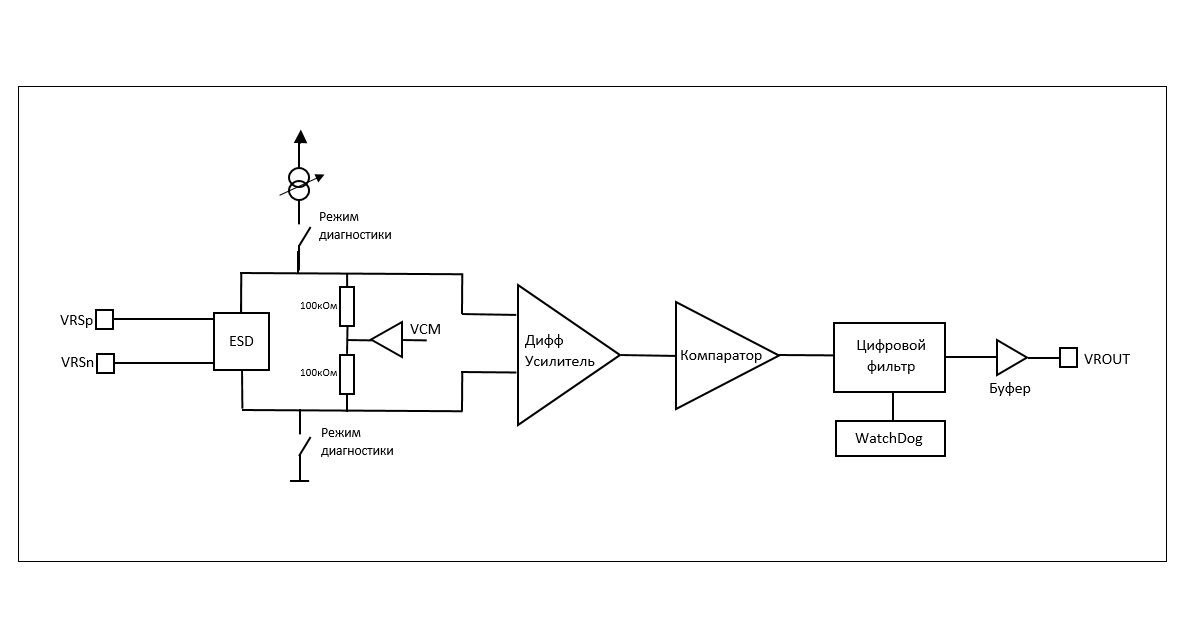 Режим
диагностики
VRSp
VRSn
ESD
100кОм
100кОм
VCM
Режим
диагностики
Дифф
Усилитель
Компаратор
Цифровой
фильтр
WatchDog
Буфер
VROUT